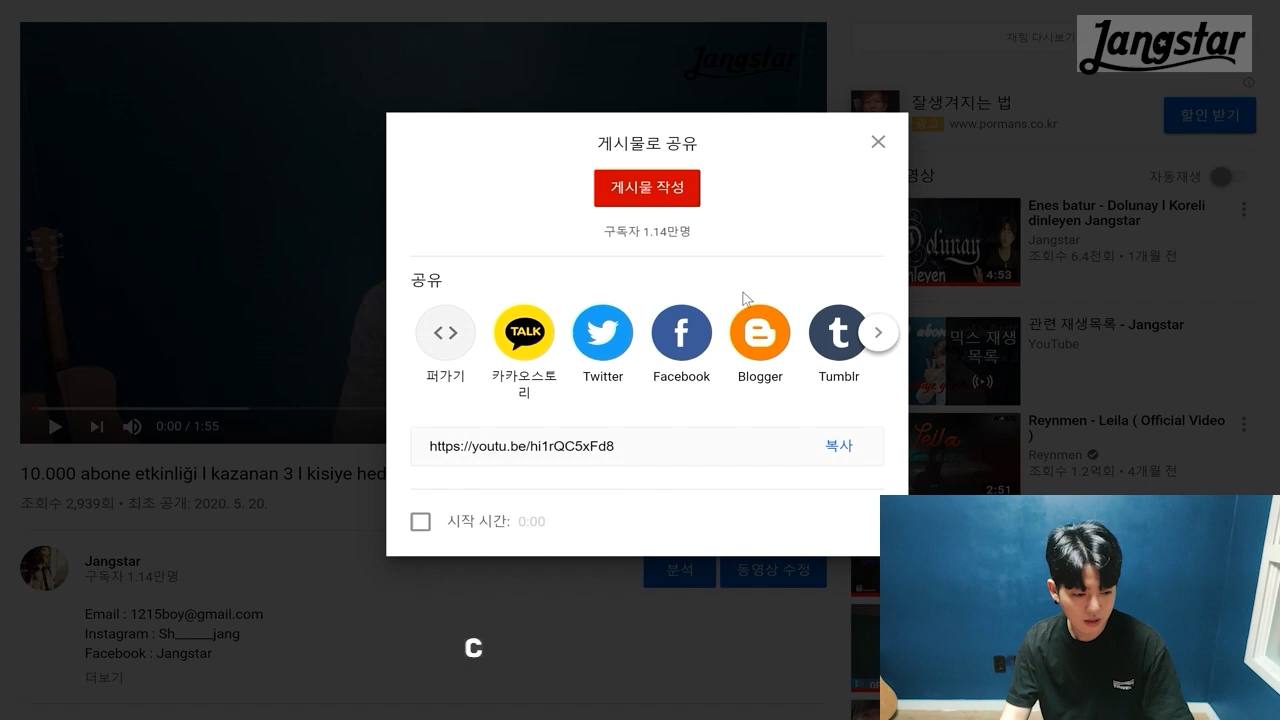 Jangstar
Jangstar
채팅 다시보기
잘생겨지는 법
광고 www.pormans.co.kr
할인 받기
게시물로 공유
게시물 작성
구독자 1.14만명
공유
TALK
퍼가기
카카오스토
리
Twitter
Facebook
Blogger
Tumblr
https://youtu.be/hi1rQC5xFd8
복사
시작 시간: 0:00
영상
자동재생
Enes batur - Dolunay l Koreli
dinleyen Jangstar
Jangstar
조회수 6.4천회 • 1개월 전
Dolunay
4:53
관련 재생목록 - Jangstar
YouTube
믹스 재생
목록
Reynmen - Leila ( Official Video
)
Reynmen
조회수 1.2억회 • 4개월 전
Leila
2:51
0:00 / 1:55
10.000 abone etkinliği l kazanan 3 l kisiye hed
조회수 2,939회 • 최초 공개: 2020. 5. 20.
Jangstar
구독자 1.14만명
분석
동영상 수정
Email : 1215boy@gmail.com
Instagram : Sh______jang
Facebook : Jangstar
더보기
C